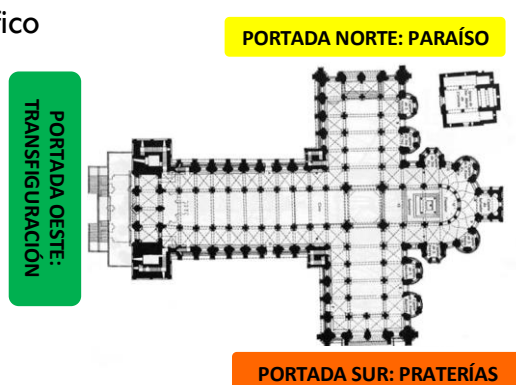 fico
PORTADA NORTE: PARAÍSO
PORTADA OESTE:
TRANSFIGURACIÓN
PORTADA SUR: PRATERÍAS